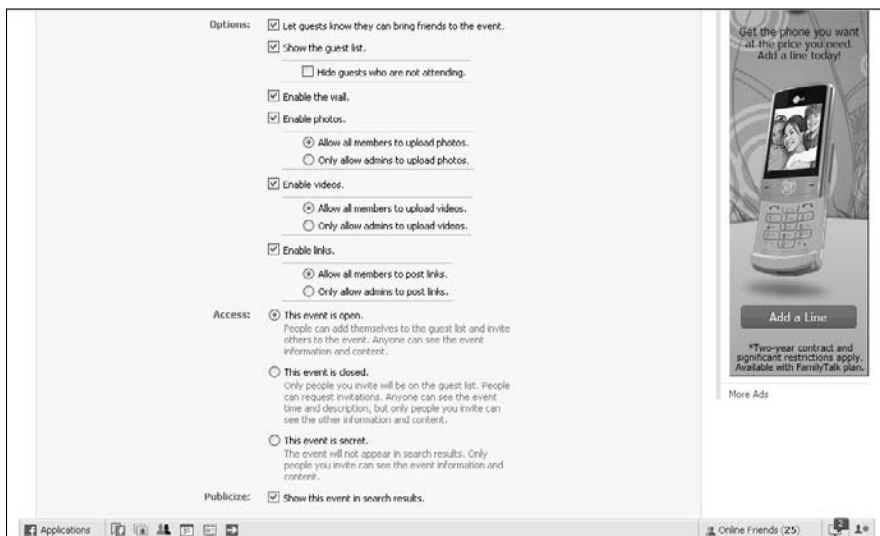 Options:
Let guests know they can bring friends to the event.
Show the guest list.
Hide guests who are not attending.
Enable the wall.
Enable photos.
Allow all members to upload photos.
Only allow admins to upload photos.
Enable videos.
Allow all members to upload videos.
Only allow admins to upload videos.
Enable links.
Allow all members to post links.
Only allow admins to post links.
Access:
This event is open.
People can add themselves to the guest list and invite
others to the event. Anyone can see the event
information and content.
This event is closed.
Only people you invite will be on the guest list. People
can request invitations. Anyone can see the event
time and description, but only people you invite can
see the other information and content.
This event is secret.
The event will not appear in search results. Only
people you invite can see the event information and
content.
Publicize:
Show this event in search results.
Get the phone you want
at the price you need.
Add a line today!
Add a Line
*Two-year contract and
significant restrictions apply.
Available with FamilyTalk plan.
More Ads
Applications
31
Online Friends (25)
2